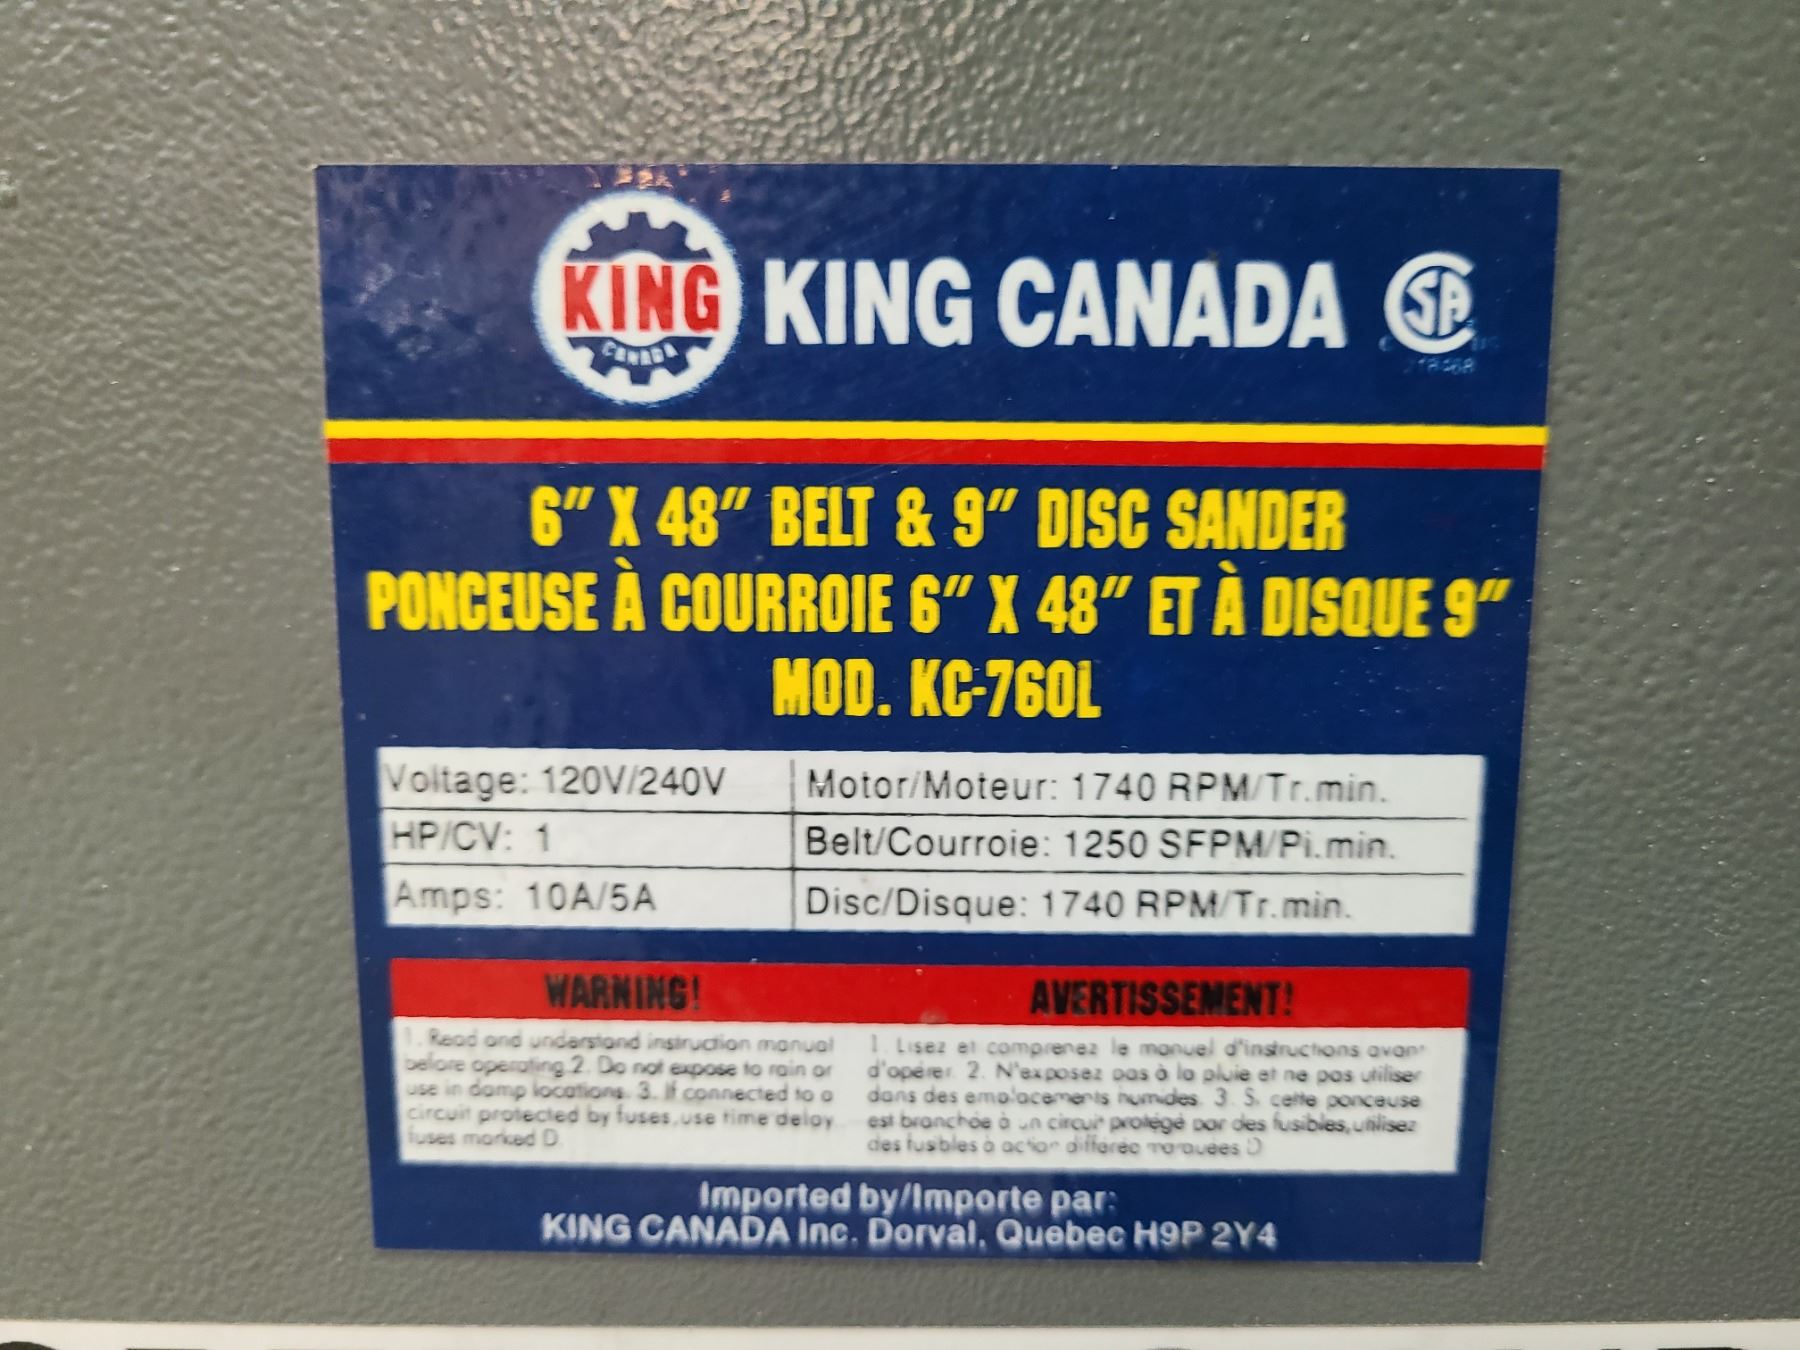 KING
CANADA
KING CANADA
6" X 48" BELT & 9" DISC SANDER
PONCEUSE À COURROIE 6" X 48" ET À DISQUE 9"
MOD. KC-760L
Voltage: 120V/240V
Motor/Moteur: 1740 RPM/Tr.min.
HP/CV: 1
Belt/Courroie: 1250 SFPM/Pi.min.
Amps: 10A/5A
Disc/Disque: 1740 RPM/Tr.min.
WARNING!
1. Read and understand instruction manual
before operating.2. Do not expose to rain or
use in damp locations. 3. If connected to a
circuit protected by fuses,use time delay
fuses marked D.
AVERTISSEMENT!
1. Lisez et comprenez le manuel d'instructions avant
d'opérer. 2. N'exposez pas à la pluie et ne pas utiliser
dans des emplacements humides. 3. Si cette ponceuse
est branchée à un circuit protégé par des fusibles,utilisez
des fusibles à action différée marquées D
Imported by/Importe par:
KING CANADA Inc. Dorval, Quebec H9P 2Y4